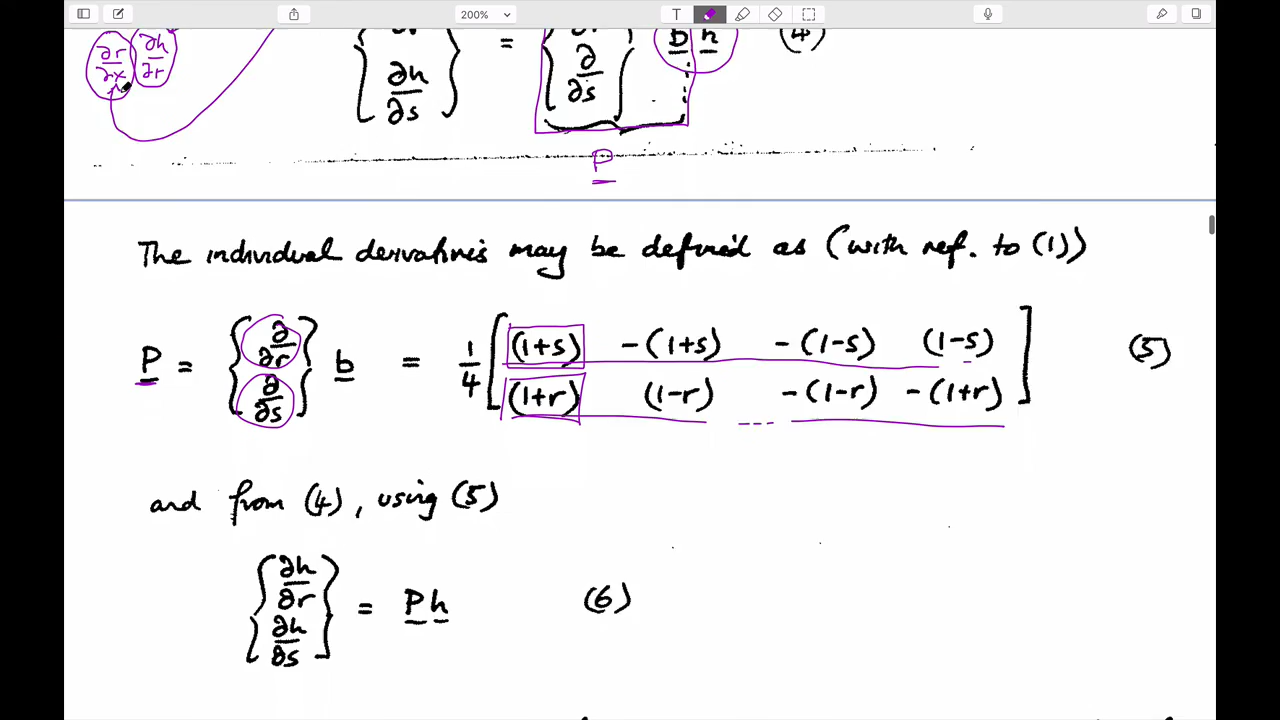 200%
T
∂r/∂x ∂h/∂r
{ ∂h/∂s } = { ∂/∂s } b h (4)
P
The individual derivatives may be defined as (with ref. to (1))
P = { ∂/∂r ∂/∂s } b = 1/4 [ (1+s) -(1+s) -(1-s) (1-s)
(1+r) (1-r) -(1-r) -(1+r) ] (5)
and from (4), using (5)
{ ∂h/∂r ∂h/∂s } = P h (6)